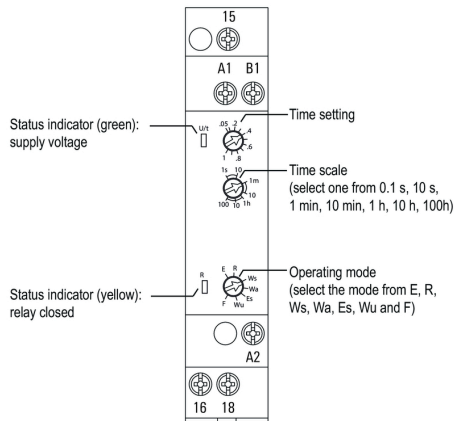 15
A1 B1
Status indicator (green):
supply voltage
U/t
.05 .2 .4 .6 .8 1
Time setting
1s 10 1m 10 1h 10 100
Time scale
(select one from 0.1 s, 10 s,
1 min, 10 min, 1 h, 10 h, 100h)
Status indicator (yellow):
relay closed
R
E R Ws Wa Es Wu F
Operating mode
(select the mode from E, R,
Ws, Wa, Es, Wu and F)
A2
16 18